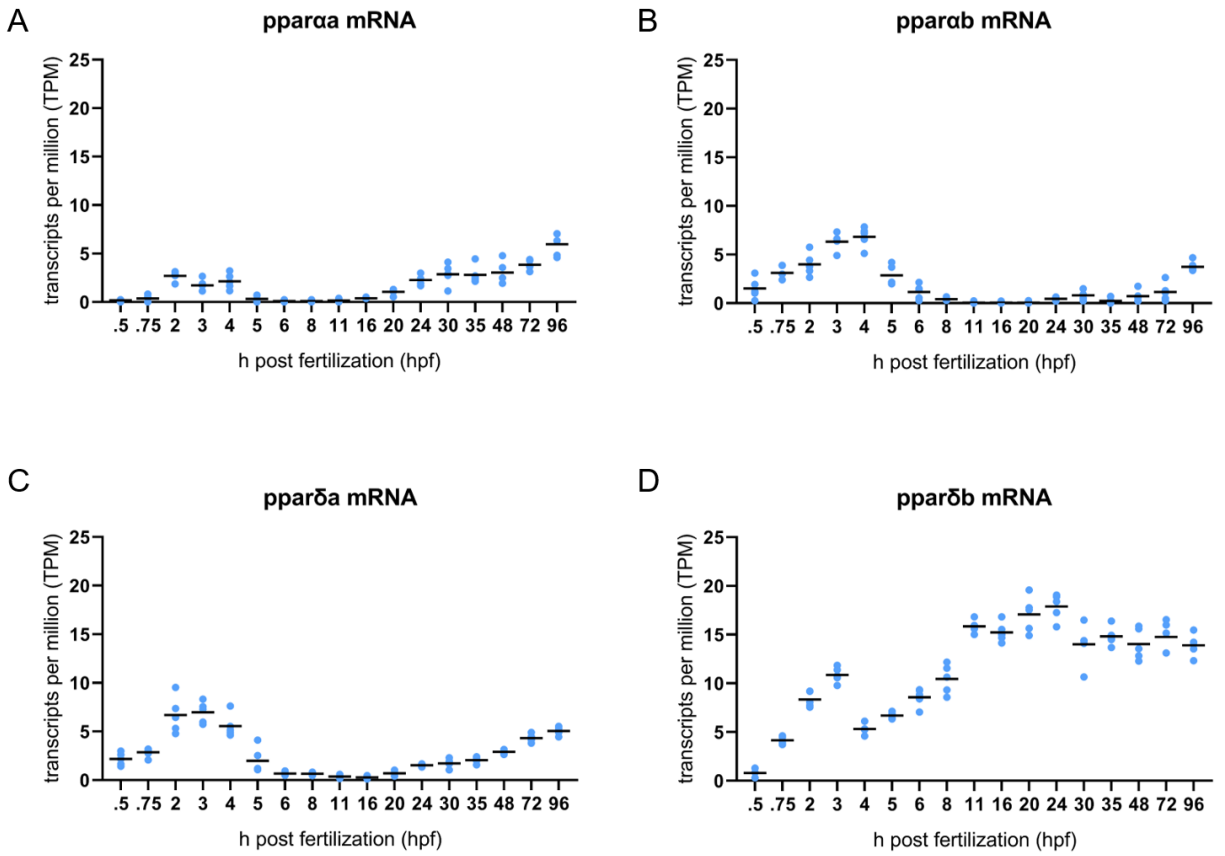 A
pparαa mRNA
transcripts per million (TPM)
25
20
15
10
5
0
.5 .75 2 3 4 5 6 8 11 16 20 24 30 35 48 72 96
h post fertilization (hpf)
B
pparαb mRNA
transcripts per million (TPM)
25
20
15
10
5
0
.5 .75 2 3 4 5 6 8 11 16 20 24 30 35 48 72 96
h post fertilization (hpf)
C
pparδa mRNA
transcripts per million (TPM)
25
20
15
10
5
0
.5 .75 2 3 4 5 6 8 11 16 20 24 30 35 48 72 96
h post fertilization (hpf)
D
pparδb mRNA
transcripts per million (TPM)
25
20
15
10
5
0
.5 .75 2 3 4 5 6 8 11 16 20 24 30 35 48 72 96
h post fertilization (hpf)